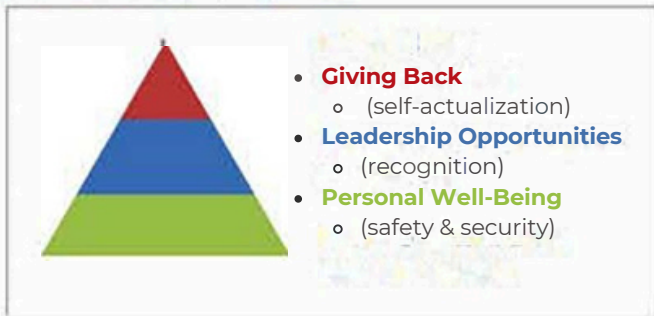 Giving Back
(self-actualization)
Leadership Opportunities
(recognition)
Personal Well-Being
(safety & security)